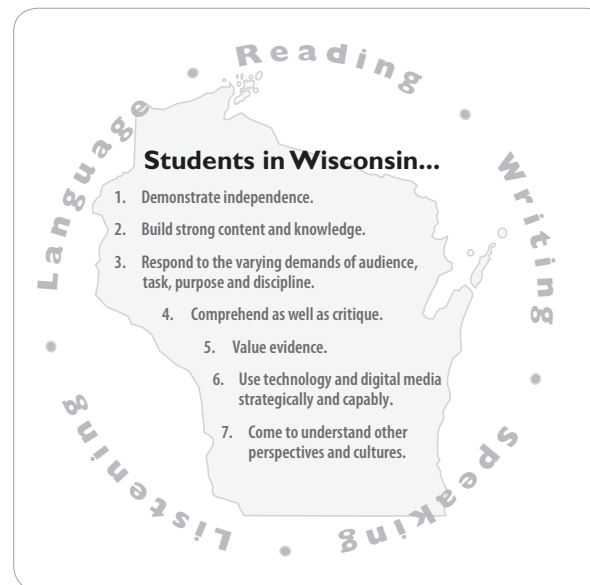 Reading
Writing
Speaking
Listening
Language
Students in Wisconsin...
1. Demonstrate independence.
2. Build strong content and knowledge.
3. Respond to the varying demands of audience,
task, purpose and discipline.
4. Comprehend as well as critique.
5. Value evidence.
6. Use technology and digital media
strategically and capably.
7. Come to understand other
perspectives and cultures.